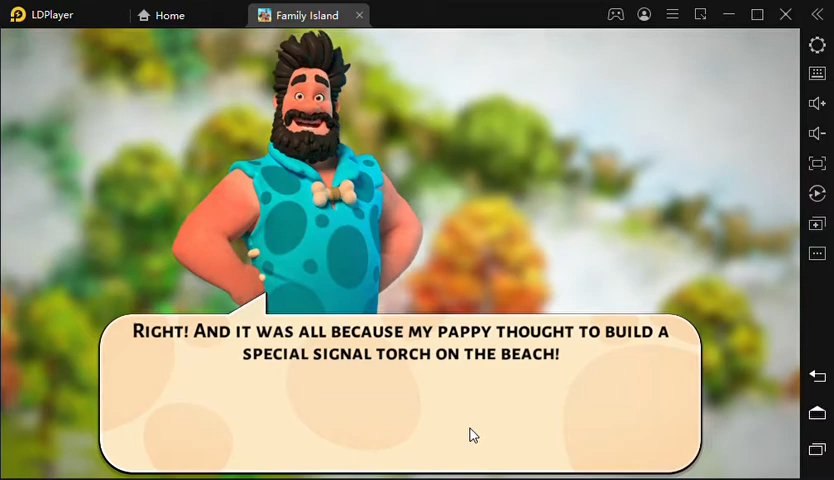 LDPlayer
Home
Family Island
RIGHT! AND IT WAS ALL BECAUSE MY PAPPY THOUGHT TO BUILD A
SPECIAL SIGNAL TORCH ON THE BEACH!